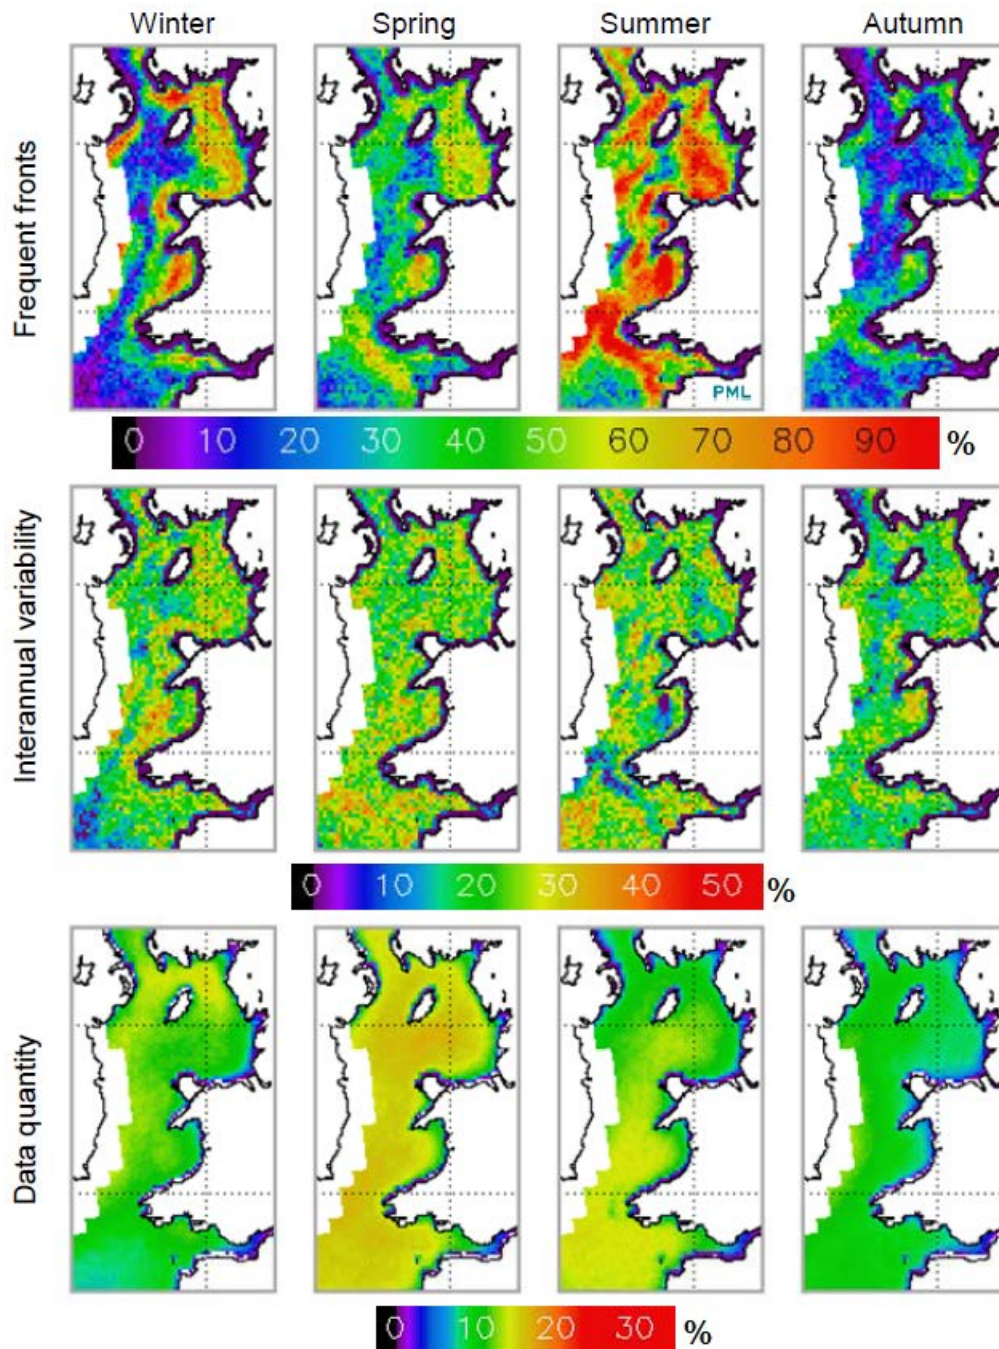 Winter Spring Summer Autumn
Frequent fronts
PML
0 10 20 30 40 50 60 70 80 90 %
Interannual variability
0 10 20 30 40 50 %
Data quantity
0 10 20 30 %